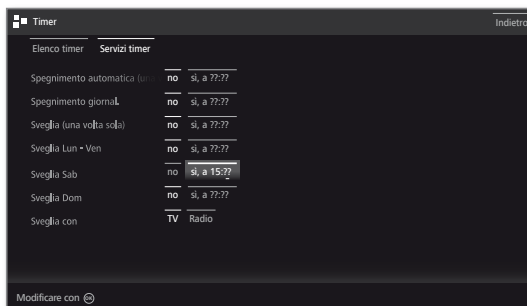 Timer Indietro
Elenco timer Servizi timer
Spegnimento automatica (una no sì, a ??:??
Spegnimento giornal. no sì, a ??:??
Sveglia (una volta sola) no sì, a ??:??
Sveglia Lun - Ven no sì, a ??:??
Sveglia Sab no sì, a 15:??
Sveglia Dom no sì, a ??:??
Sveglia con TV Radio
Modificare con OK